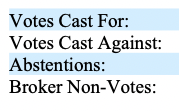 Votes Cast For:
Votes Cast Against:
Abstentions:
Broker Non-Votes: